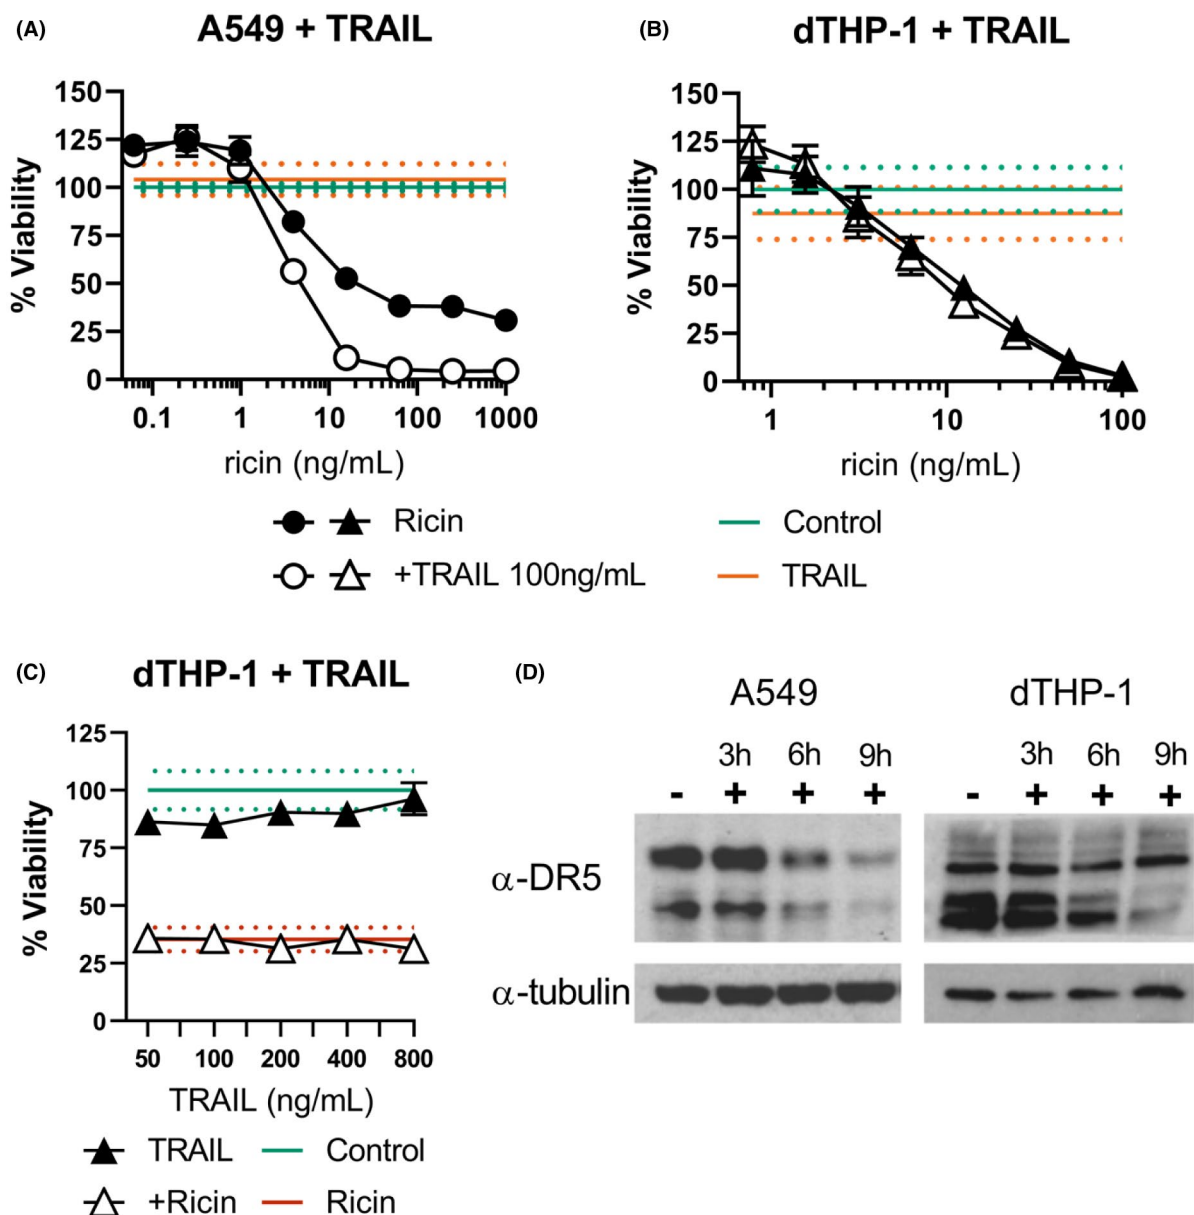 (A)
A549 + TRAIL
150
125
100
75
50
25
0
% Viability
0.1 1 10 100 1000
ricin (ng/mL)
(B)
dTHP-1 + TRAIL
150
125
100
75
50
25
0
% Viability
1 10 100
ricin (ng/mL)
Ricin
+TRAIL 100ng/mL
Control
TRAIL
(C)
dTHP-1 + TRAIL
125
100
75
50
25
0
% Viability
50 100 200 400 800
TRAIL (ng/mL)
TRAIL
Control
+Ricin
Ricin
(D)
A549
dTHP-1
3h 6h 9h
3h 6h 9h
- + + +
- + + +
α-DR5
α-tubulin